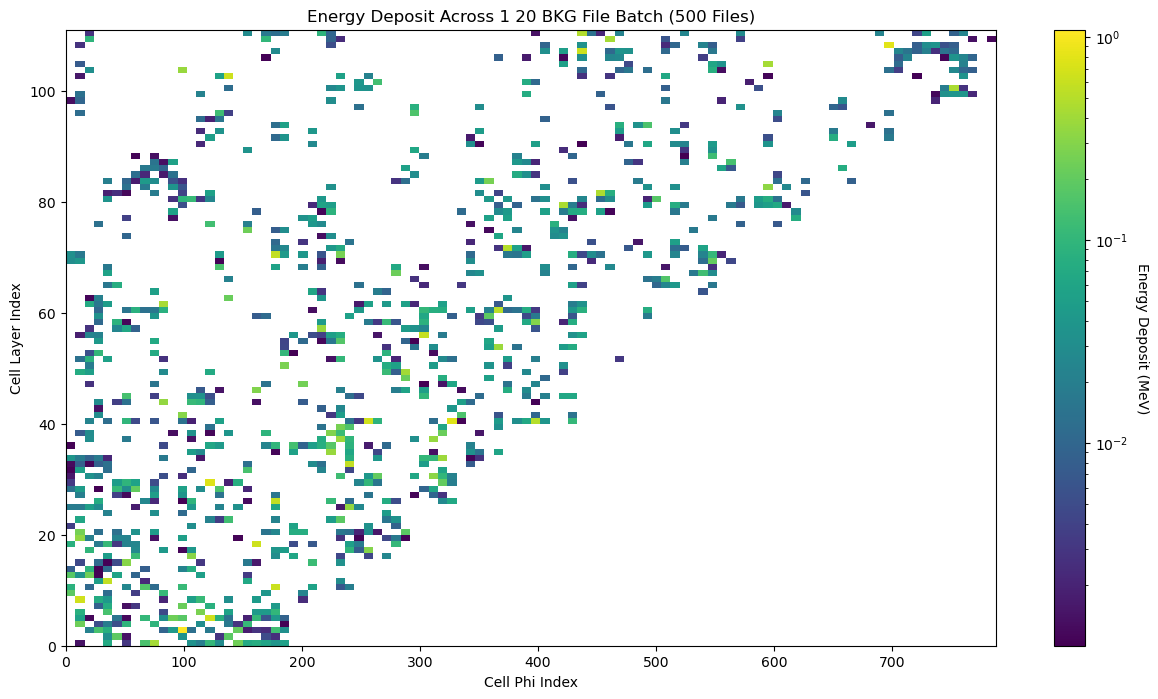 Energy Deposit Across 1 20 BKG File Batch (500 Files)
100
80
60
40
20
0
Cell Layer Index
0 100 200 300 400 500 600 700
Cell Phi Index
10⁰
10⁻¹
10⁻²
Energy Deposit (MeV)